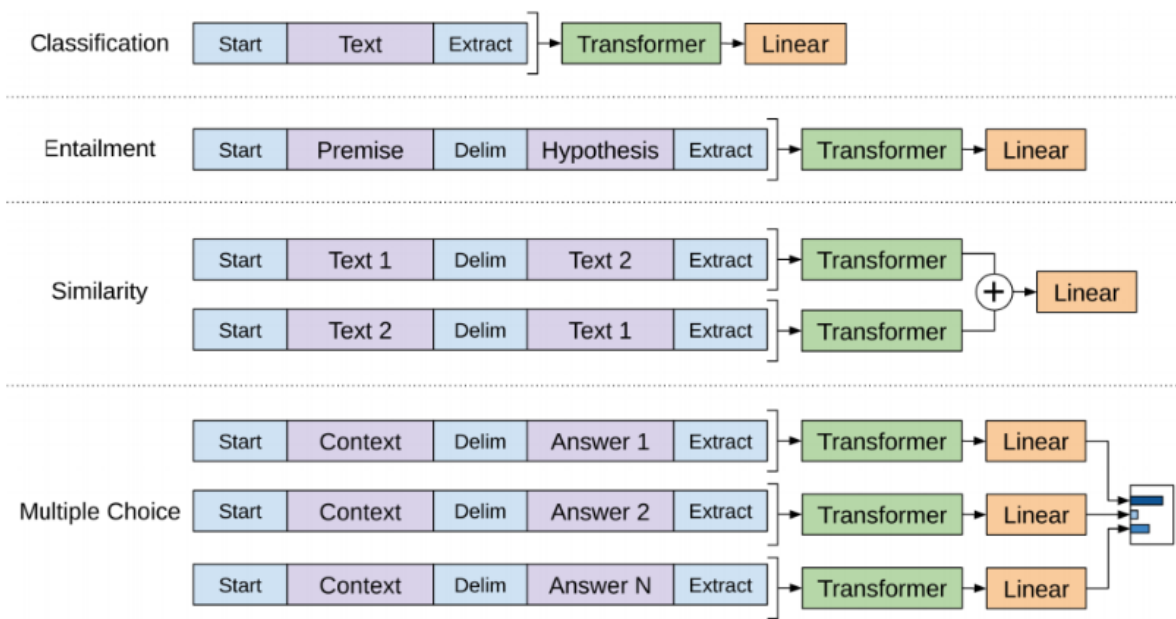 Classification Start Text Extract Transformer Linear
Entailment Start Premise Delim Hypothesis Extract Transformer Linear
Similarity
Start Text 1 Delim Text 2 Extract Transformer
+ Linear
Start Text 2 Delim Text 1 Extract Transformer
Multiple Choice
Start Context Delim Answer 1 Extract Transformer Linear
Start Context Delim Answer 2 Extract Transformer Linear
Start Context Delim Answer N Extract Transformer Linear